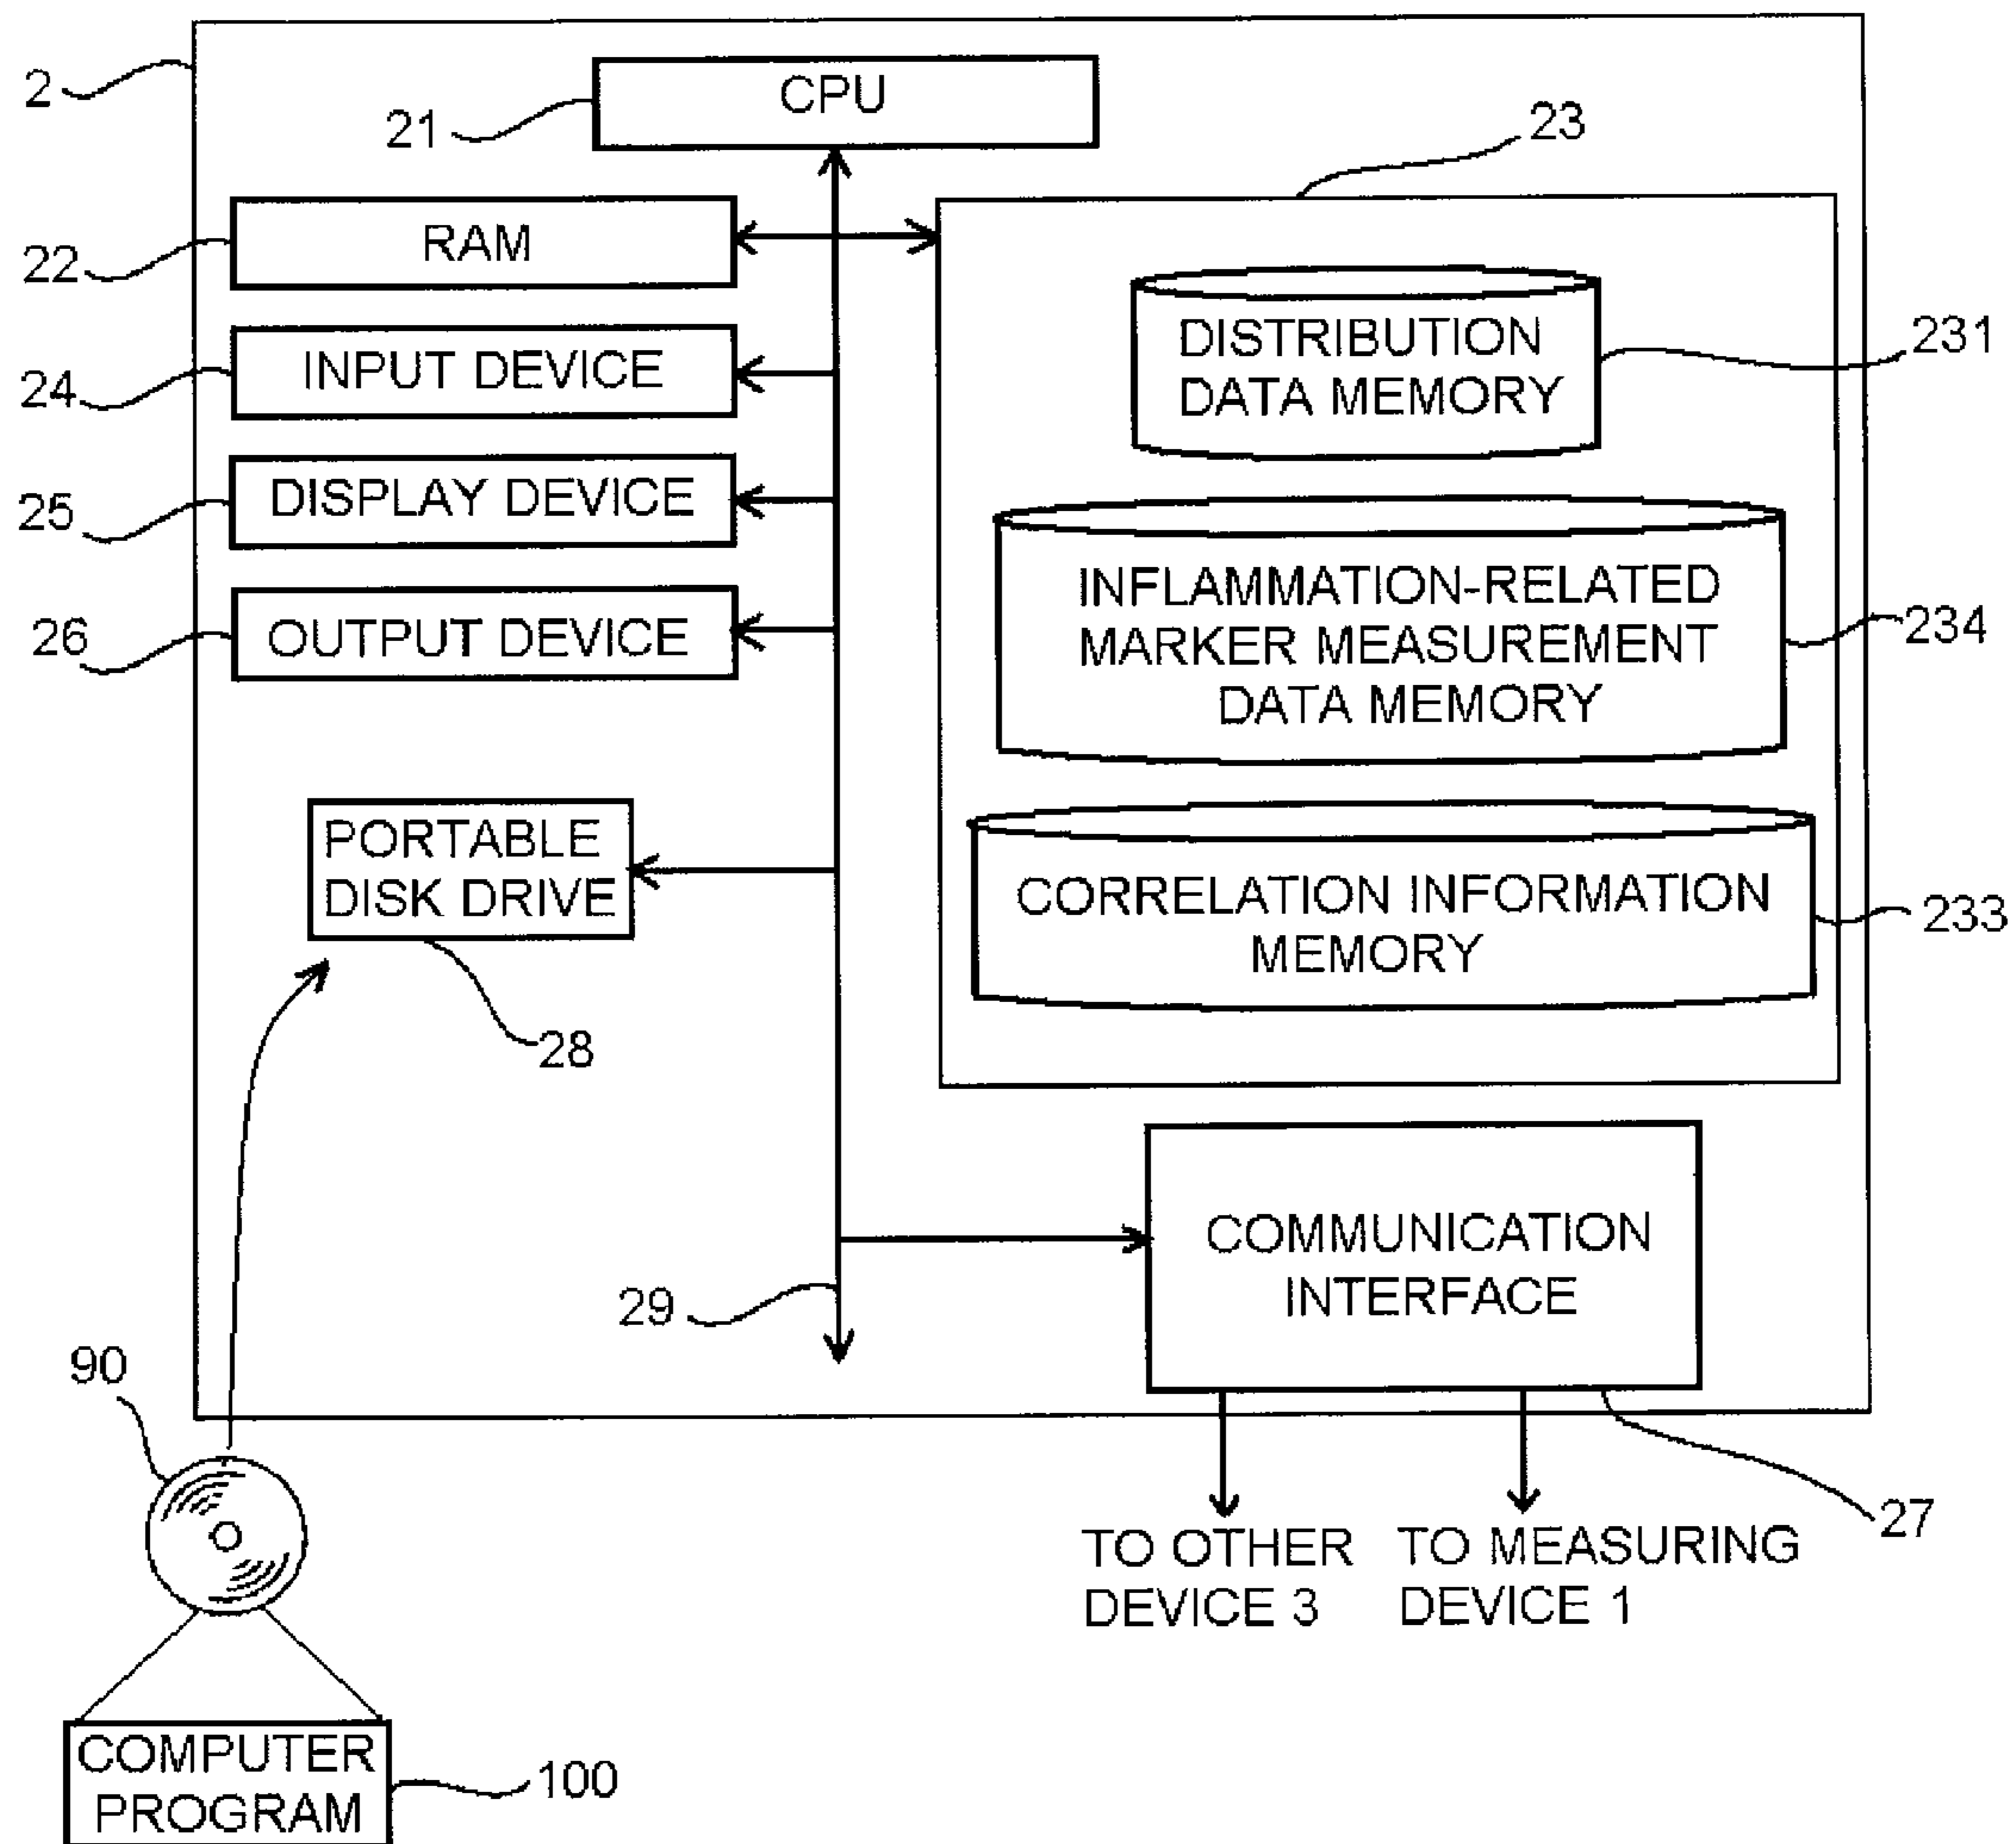 2
CPU
21
23
RAM
22
DISTRIBUTION
DATA MEMORY
231
INPUT DEVICE
24
DISPLAY DEVICE
25
INFLAMMATION-RELATED
MARKER MEASUREMENT
DATA MEMORY
234
OUTPUT DEVICE
26
PORTABLE
DISK DRIVE
28
CORRELATION INFORMATION
MEMORY
233
COMMUNICATION
INTERFACE
29
27
90
TO OTHER
DEVICE 3
TO MEASURING
DEVICE 1
COMPUTER
PROGRAM
100